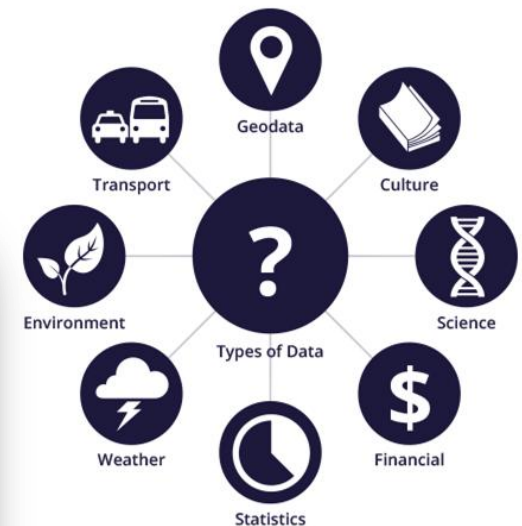 Geodata
Transport
Culture
?
Environment
Science
Types of Data
$
Weather
Financial
Statistics